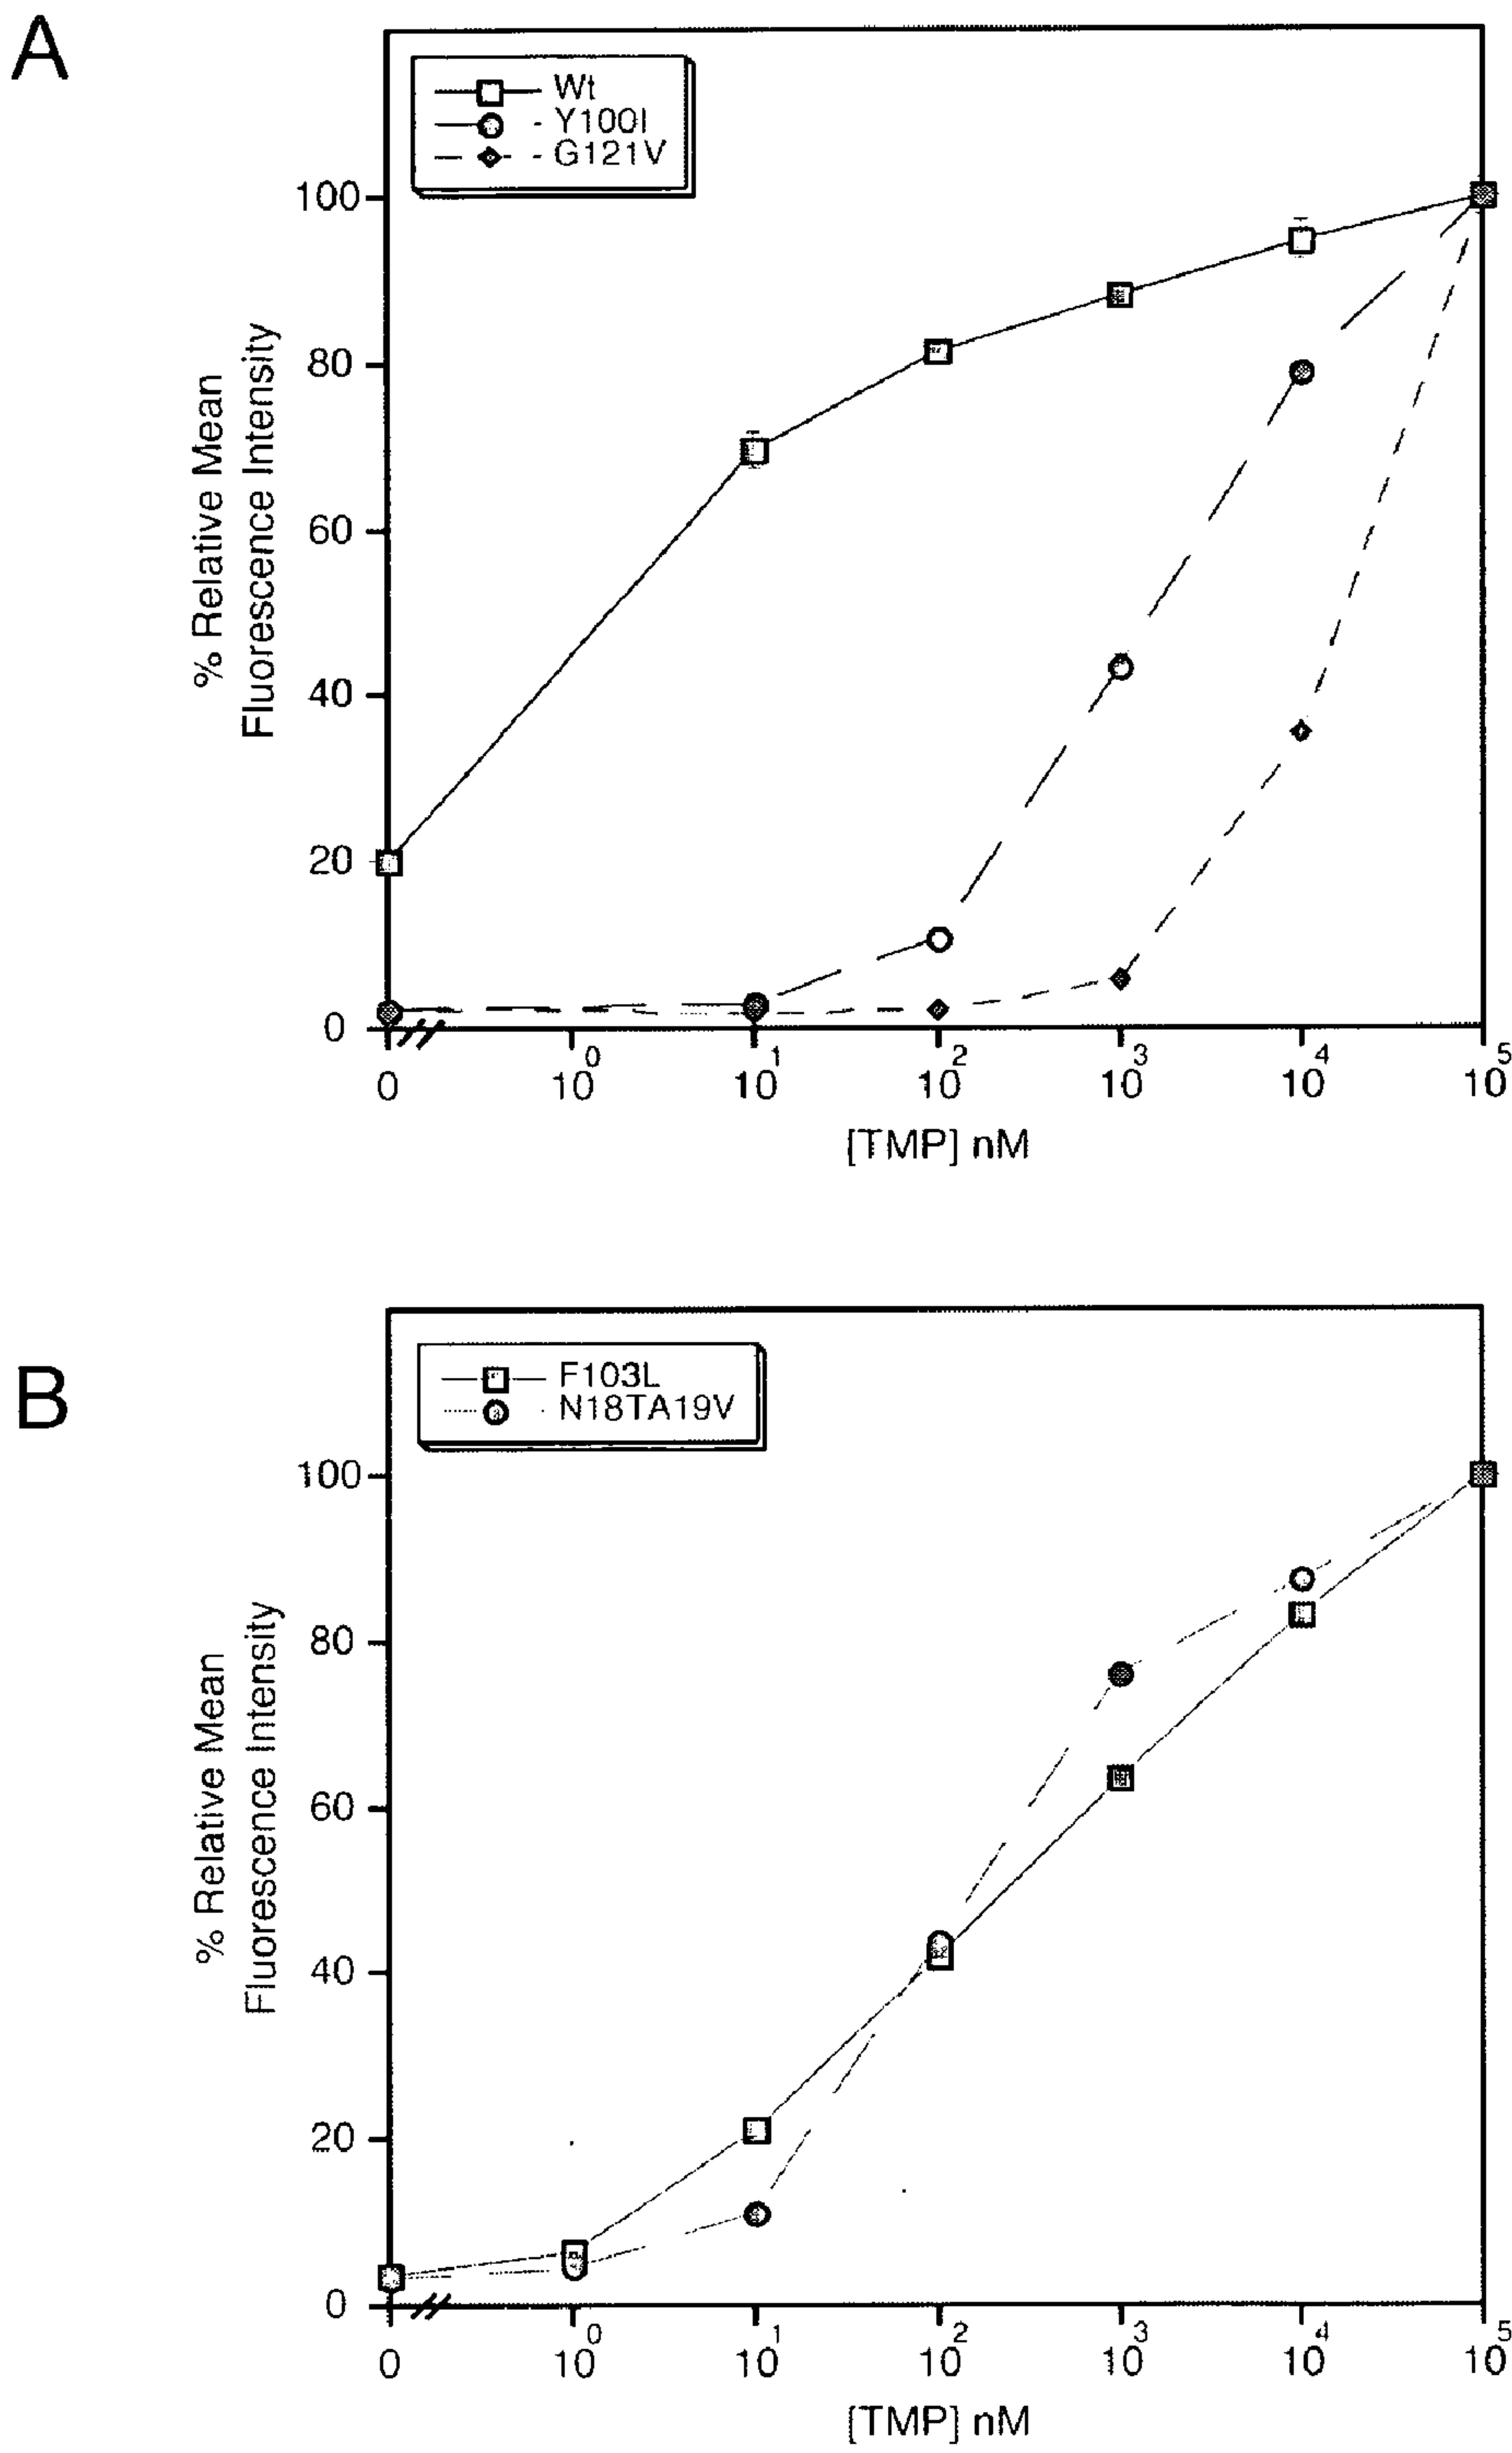 A
Wt
Y100I
G121V
100
80
60
40
20
0
% Relative Mean
Fluorescence Intensity
0 10^0 10^1 10^2 10^3 10^4 10^5
[TMP] nM
B
F103L
N18TA19V
100
80
60
40
20
0
% Relative Mean
Fluorescence Intensity
0 10^0 10^1 10^2 10^3 10^4 10^5
[TMP] nM